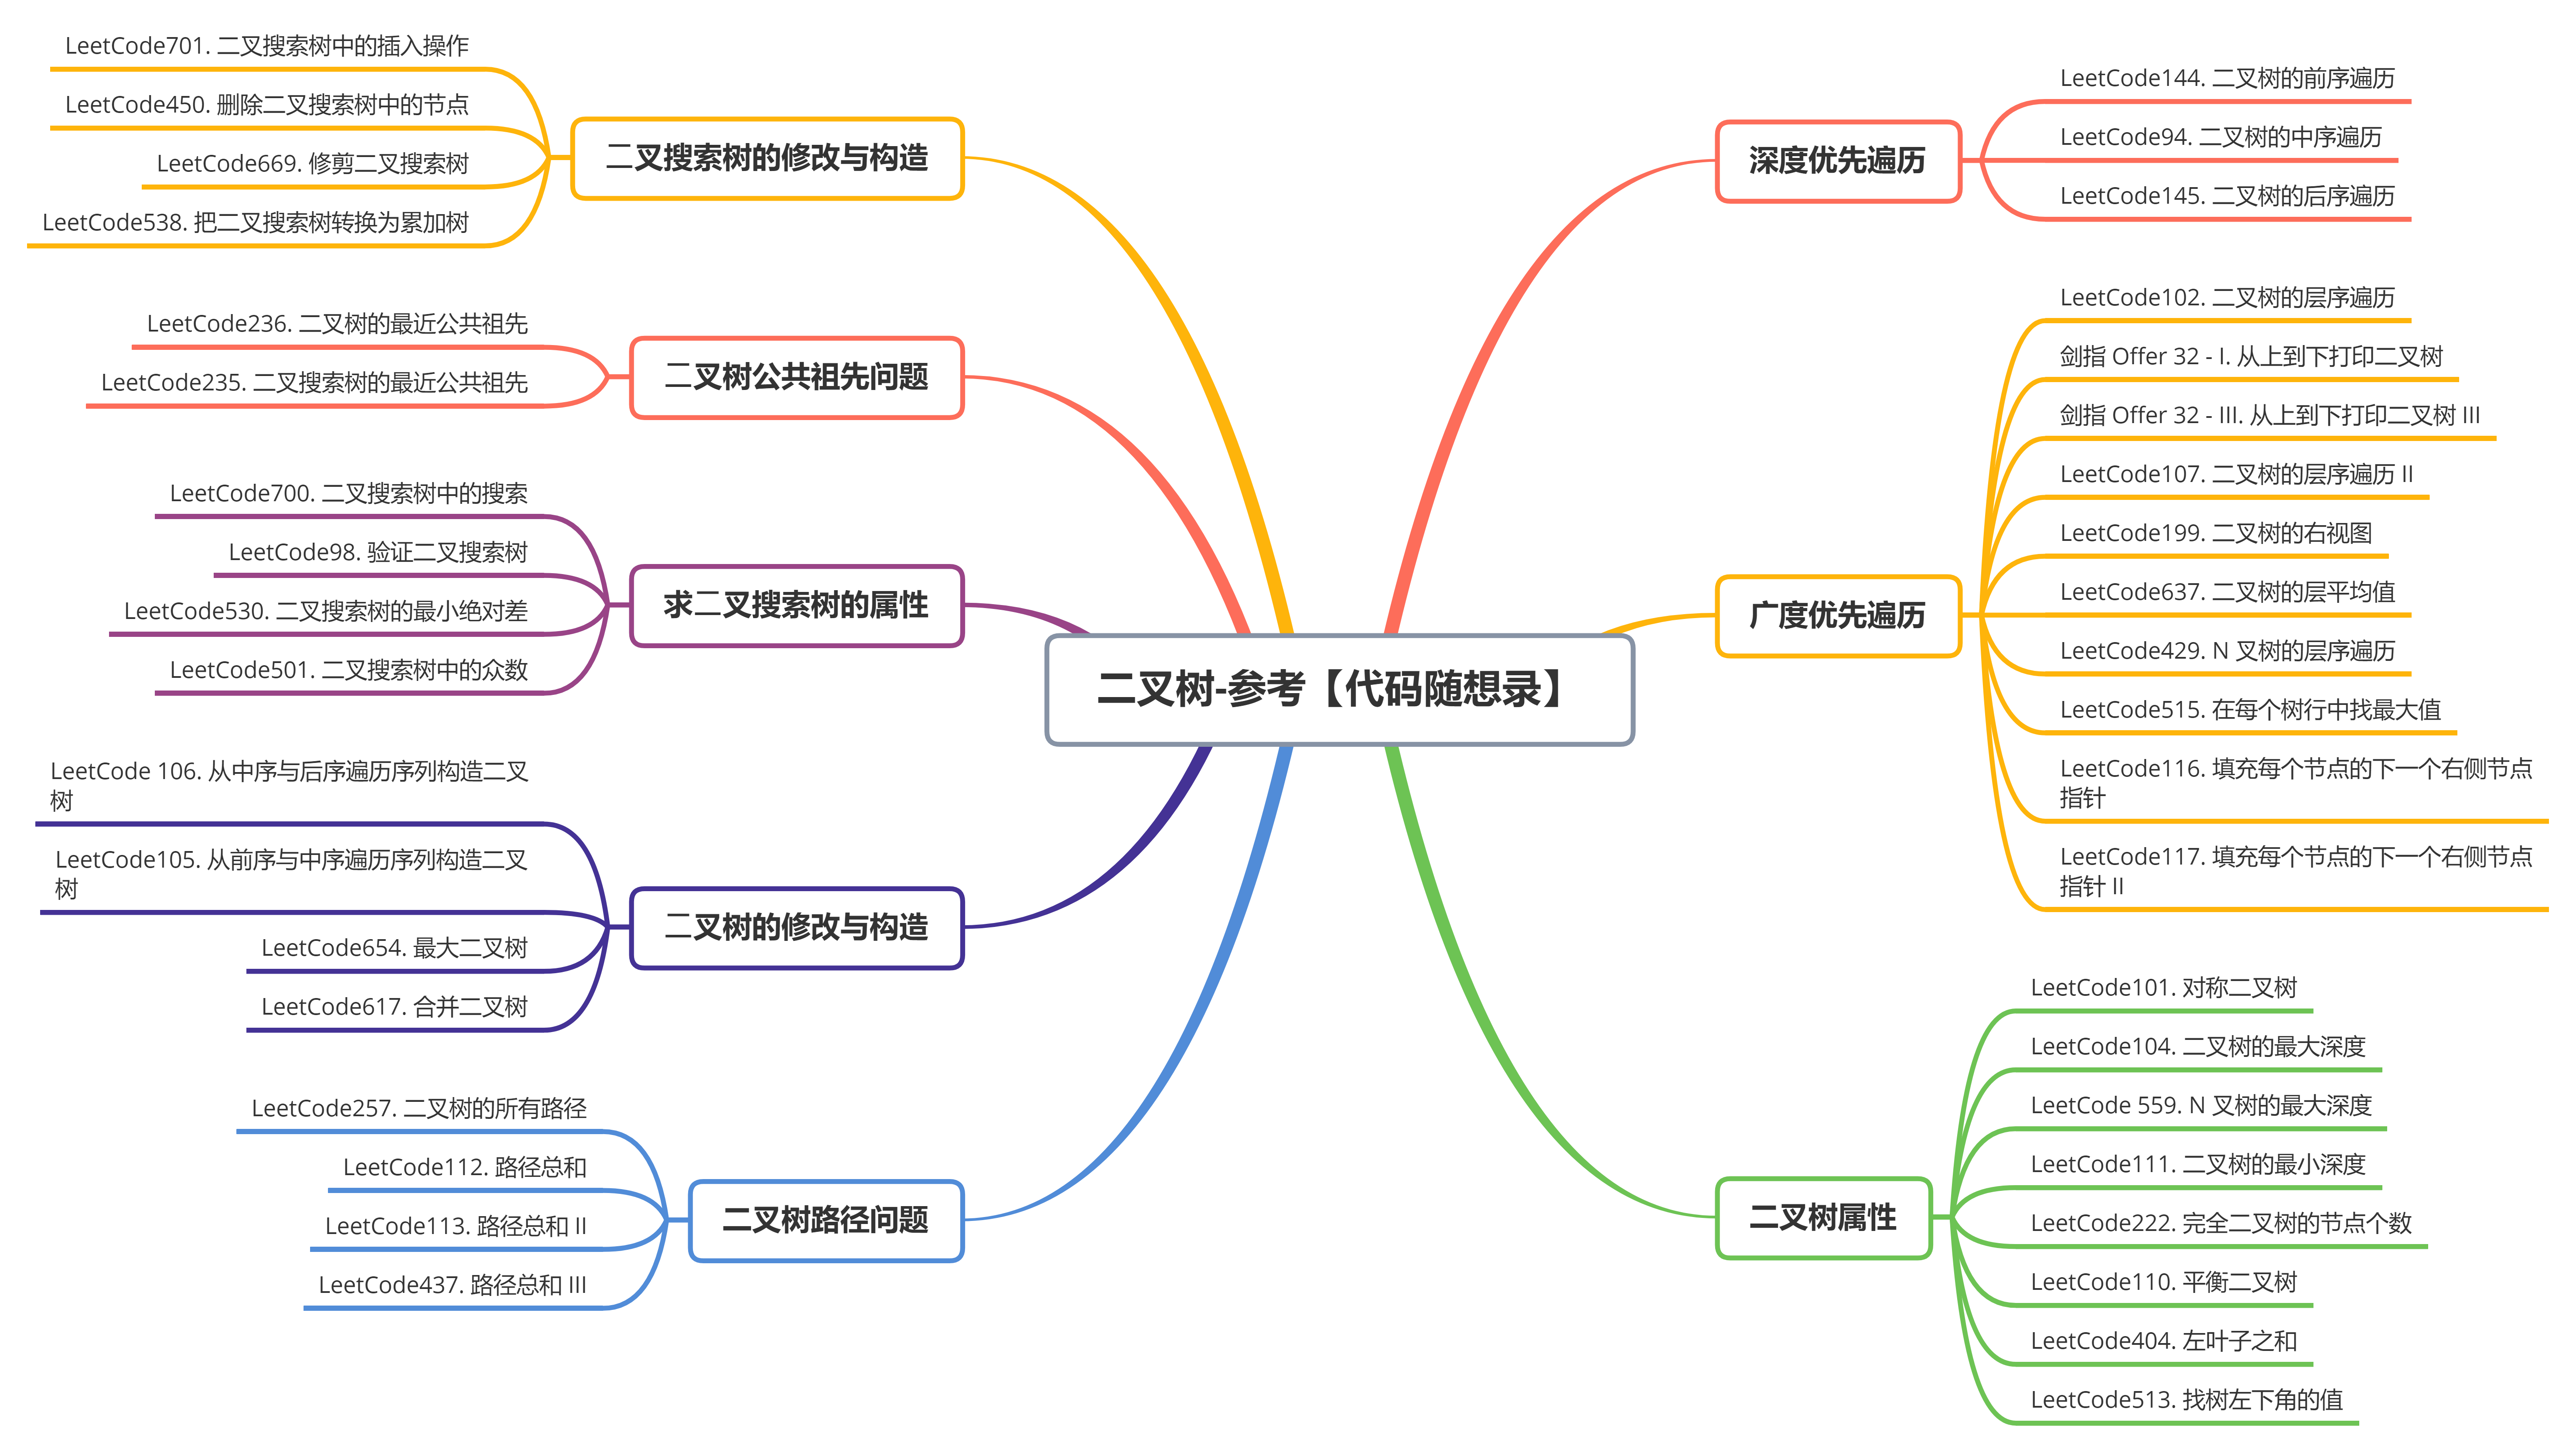 二叉树-参考【代码随想录】
深度优先遍历
LeetCode144. 二叉树的前序遍历
LeetCode94. 二叉树的中序遍历
LeetCode145. 二叉树的后序遍历
广度优先遍历
LeetCode102. 二叉树的层序遍历
剑指 Offer 32 - I. 从上到下打印二叉树
剑指 Offer 32 - III. 从上到下打印二叉树 III
LeetCode107. 二叉树的层序遍历 II
LeetCode199. 二叉树的右视图
LeetCode637. 二叉树的层平均值
LeetCode429. N 叉树的层序遍历
LeetCode515. 在每个树行中找最大值
LeetCode116. 填充每个节点的下一个右侧节点
指针
LeetCode117. 填充每个节点的下一个右侧节点
指针 II
二叉树属性
LeetCode101. 对称二叉树
LeetCode104. 二叉树的最大深度
LeetCode 559. N 叉树的最大深度
LeetCode111. 二叉树的最小深度
LeetCode222. 完全二叉树的节点个数
LeetCode110. 平衡二叉树
LeetCode404. 左叶子之和
LeetCode513. 找树左下角的值
二叉搜索树的修改与构造
LeetCode701. 二叉搜索树中的插入操作
LeetCode450. 删除二叉搜索树中的节点
LeetCode669. 修剪二叉搜索树
LeetCode538. 把二叉搜索树转换为累加树
二叉树公共祖先问题
LeetCode236. 二叉树的最近公共祖先
LeetCode235. 二叉搜索树的最近公共祖先
求二叉搜索树的属性
LeetCode700. 二叉搜索树中的搜索
LeetCode98. 验证二叉搜索树
LeetCode530. 二叉搜索树的最小绝对差
LeetCode501. 二叉搜索树中的众数
二叉树的修改与构造
LeetCode 106. 从中序与后序遍历序列构造二叉
树
LeetCode105. 从前序与中序遍历序列构造二叉
树
LeetCode654. 最大二叉树
LeetCode617. 合并二叉树
二叉树路径问题
LeetCode257. 二叉树的所有路径
LeetCode112. 路径总和
LeetCode113. 路径总和 II
LeetCode437. 路径总和 III